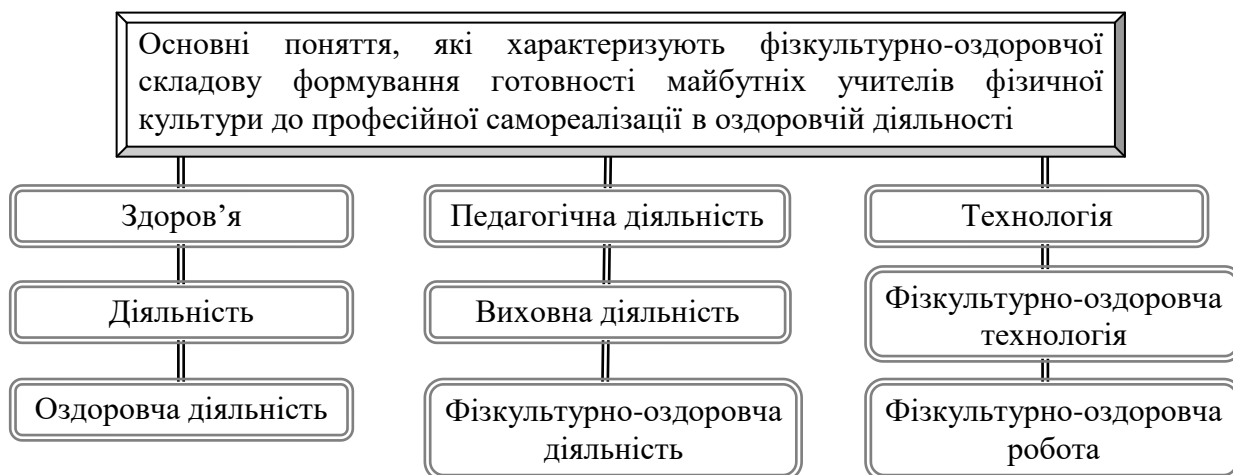 Основні поняття, які характеризують фізкультурно-оздоровчої
складову формування готовності майбутніх учителів фізичної
культури до професійної самореалізації в оздоровчій діяльності
Здоров’я
Педагогічна діяльність
Технологія
Діяльність
Виховна діяльність
Фізкультурно-оздоровча
технологія
Оздоровча діяльність
Фізкультурно-оздоровча
діяльність
Фізкультурно-оздоровча
робота